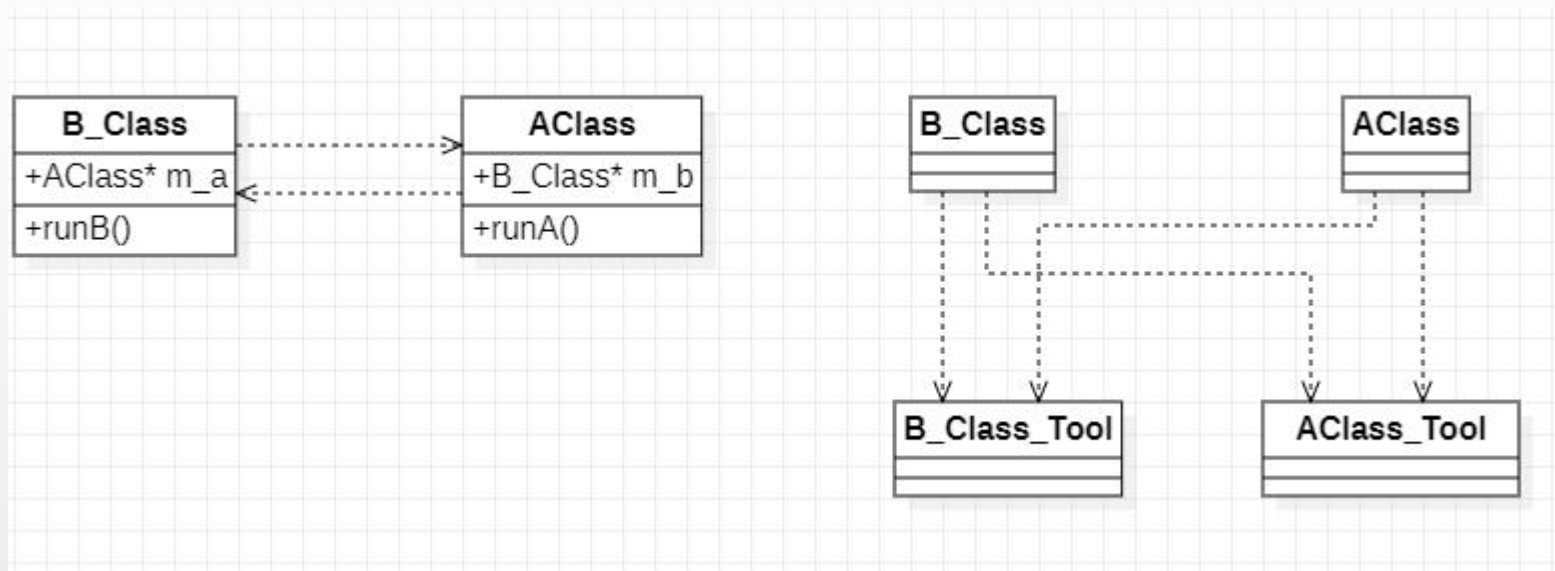 B_Class
+AClass* m_a
+runB()
AClass
+B_Class* m_b
+runA()
B_Class
AClass
B_Class_Tool
AClass_Tool